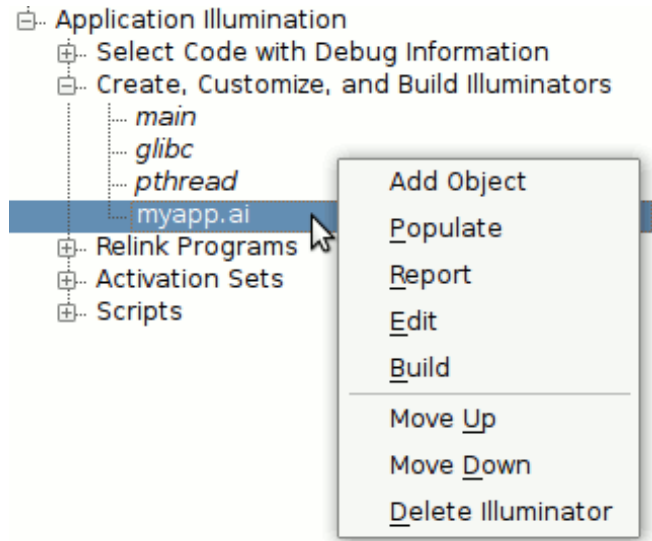 Application Illumination
Select Code with Debug Information
Create, Customize, and Build Illuminators
main
glibc
pthread
myapp.ai
Relink Programs
Activation Sets
Scripts
Add Object
Populate
Report
Edit
Build
Move Up
Move Down
Delete Illuminator